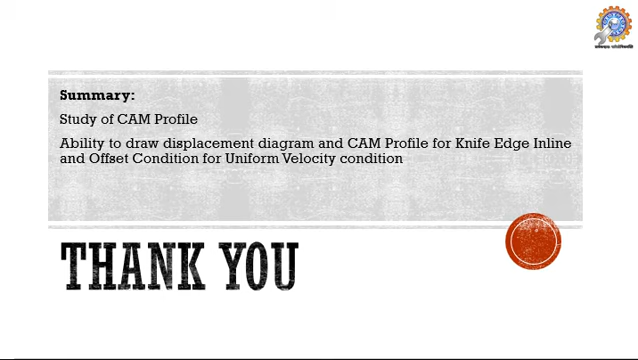 Summary:
Study of CAM Profile
Ability to draw displacement diagram and CAM Profile for Knife Edge Inline
and Offset Condition for Uniform Velocity condition
THANK YOU